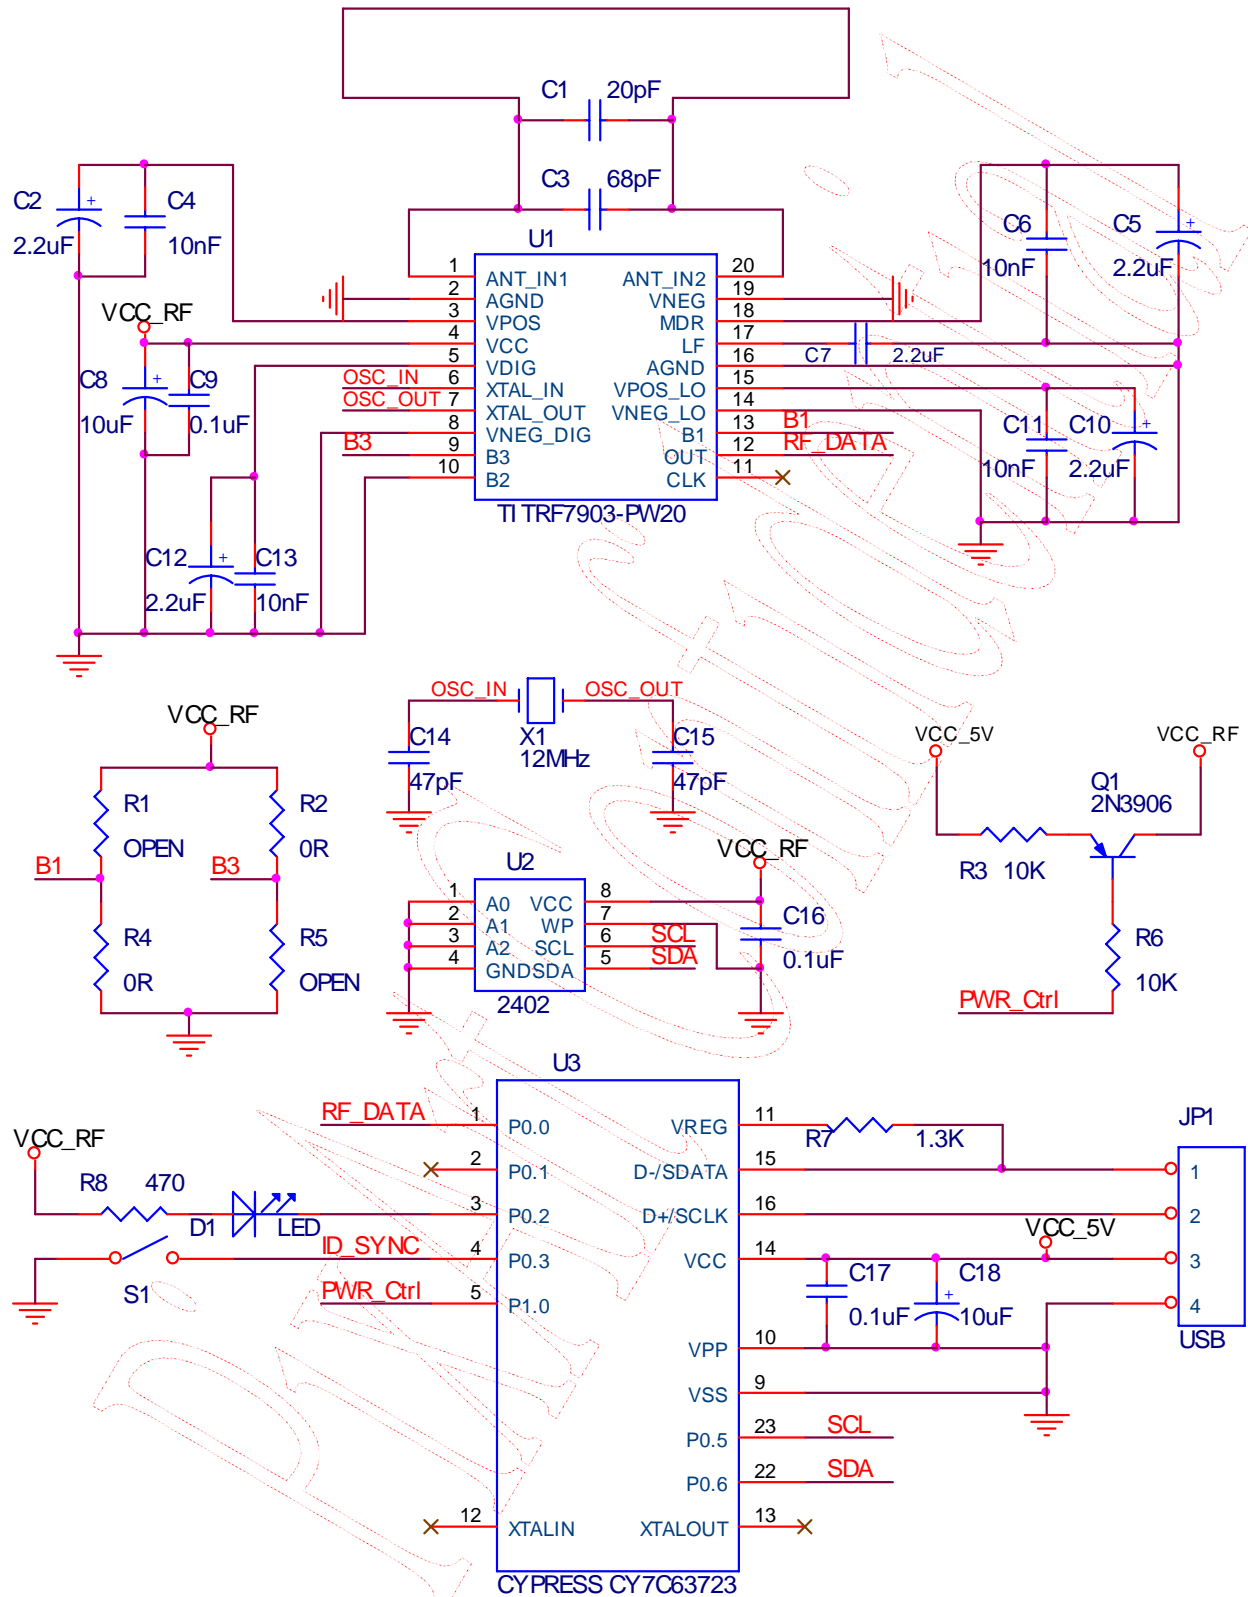 C1 20pF
C3 68pF
C2 + C4
2.2uF 10nF
U1
C6 C5 +
10nF 2.2uF
1 ANT_IN1 ANT_IN2 20
2 AGND VNEG 19
3 VPOS MDR 18
4 VCC LF 17
5 VDIG AGND 16
OSC_IN 6 XTAL_IN VPOS_LO 15
OSC_OUT 7 XTAL_OUT VNEG_LO 14
8 VNEG_DIG B1 13 B1
B3 9 B3 OUT 12 RF_DATA
10 B2 CLK 11
TI TRF7903-PW20
VCC_RF
C8 + C9
10uF 0.1uF
C7 2.2uF
C11 C10 +
10nF 2.2uF
C12 + C13
2.2uF 10nF
OSC_IN OSC_OUT
C14 X1 C15
12MHz
47pF 47pF
VCC_RF
R1 R2
OPEN 0R
B1 B3
R4 R5
0R OPEN
VCC_5V VCC_RF
Q1
2N3906
R3 10K
R6
10K
PWR_Ctrl
U2
VCC_RF
1 A0 VCC 8
2 A1 WP 7
3 A2 SCL 6 SCL
4 GND SDA 5 SDA
2402
C16
0.1uF
U3
RF_DATA 1 P0.0 VREG 11 R7 1.3K
2 P0.1 D-/SDATA 15
3 P0.2 D+/SCLK 16
ID_SYNC 4 P0.3 VCC 14
PWR_Ctrl 5 P1.0
VPP 10
VSS 9
P0.5 23 SCL
P0.6 22 SDA
12 XTALIN XTALOUT 13
CYPRESS CY7C63723
VCC_RF
R8 470
D1 LED
S1
VCC_5V
C17 C18
0.1uF + 10uF
JP1
1
2
3
4
USB